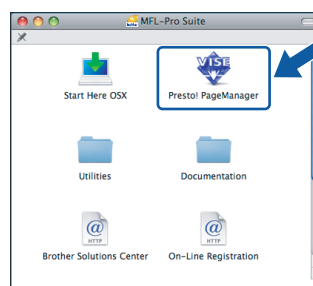 MFL-Pro Suite
VISE
Start Here OSX
Presto! PageManager
Utilities
Documentation
@
HTTP
@
HTTP
Brother Solutions Center
On-Line Registration